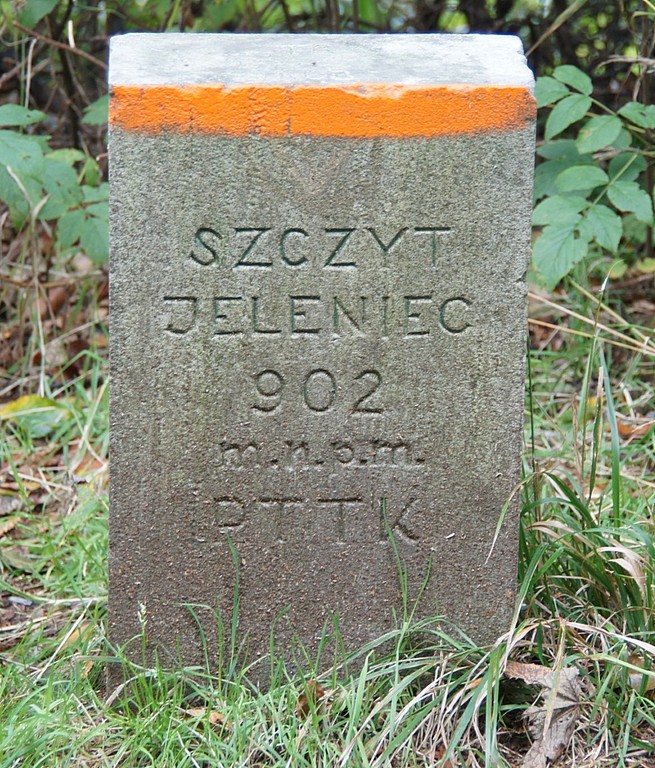 SZCZYT
JELENIEC
902
m.n.p.m.
PTTK